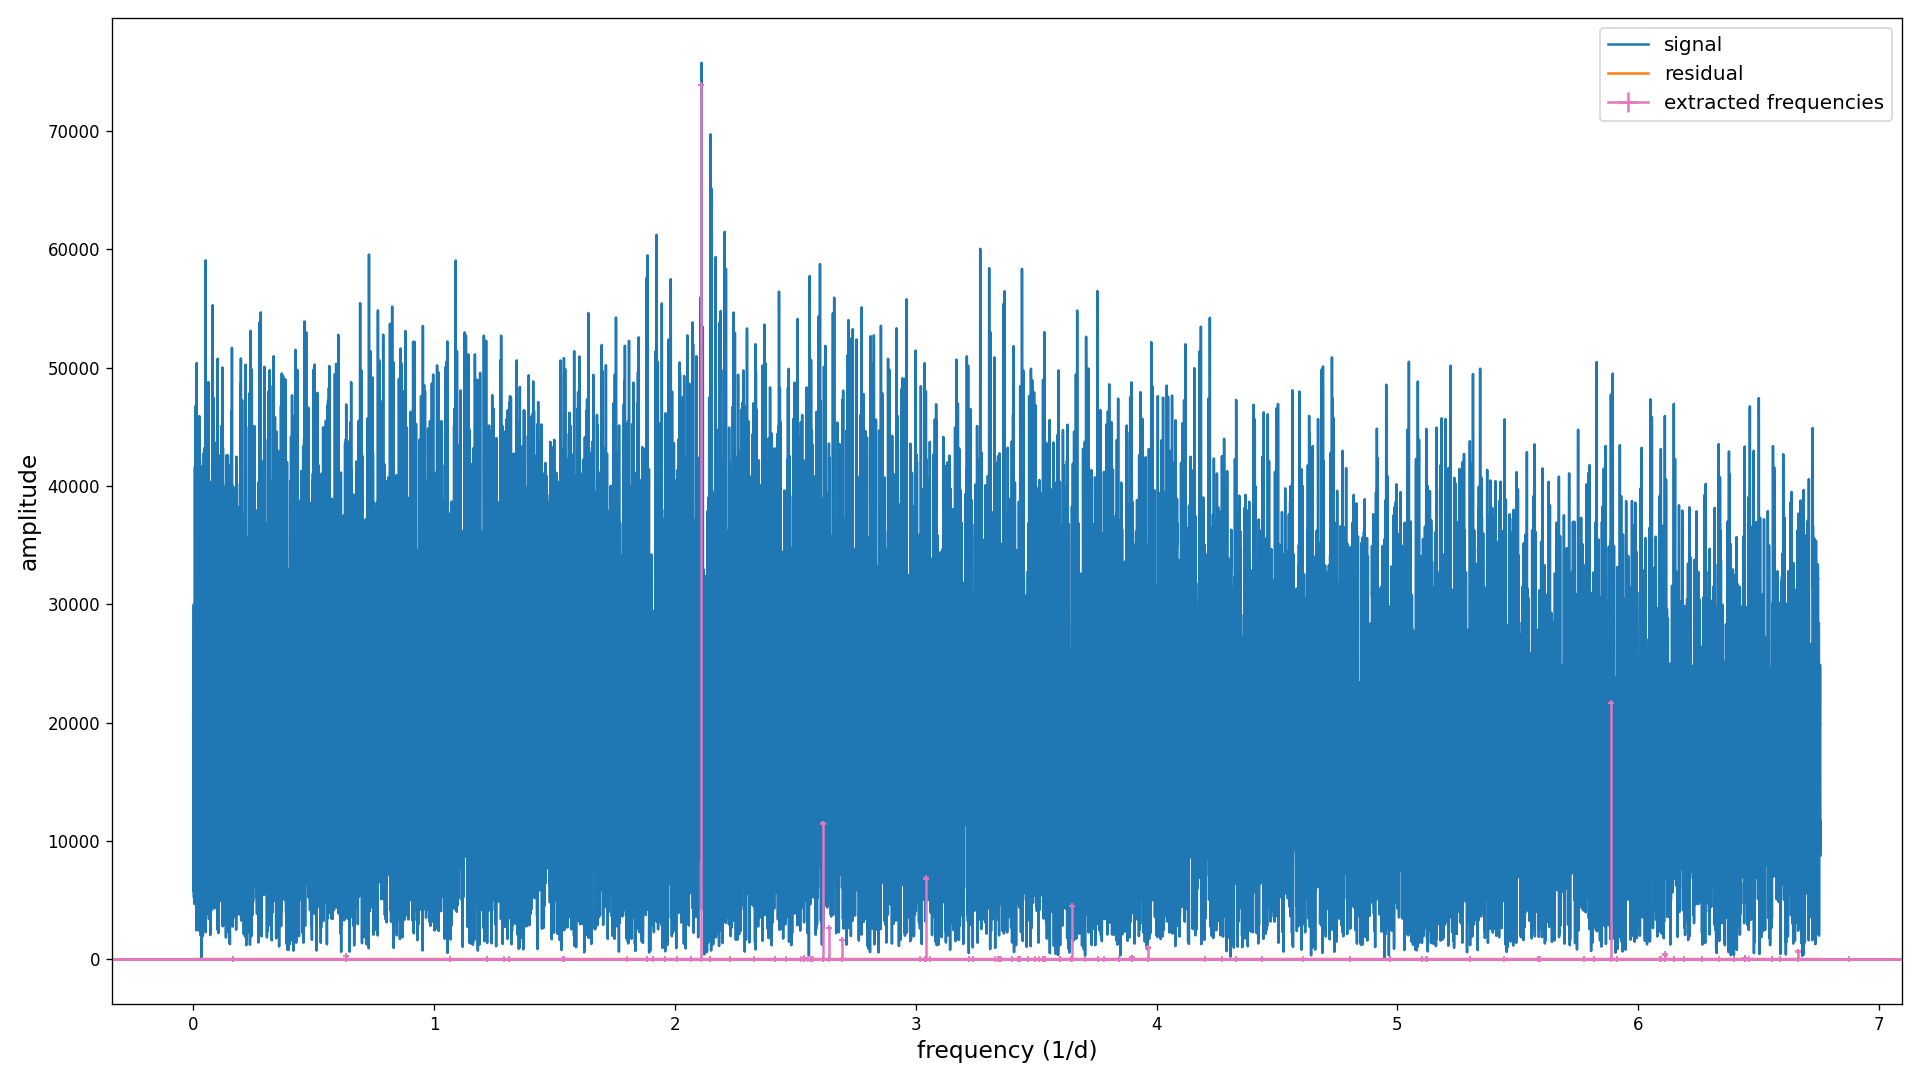 signal
residual
extracted frequencies
amplitude
70000
60000
50000
40000
30000
20000
10000
0
0 1 2 3 4 5 6 7
frequency (1/d)